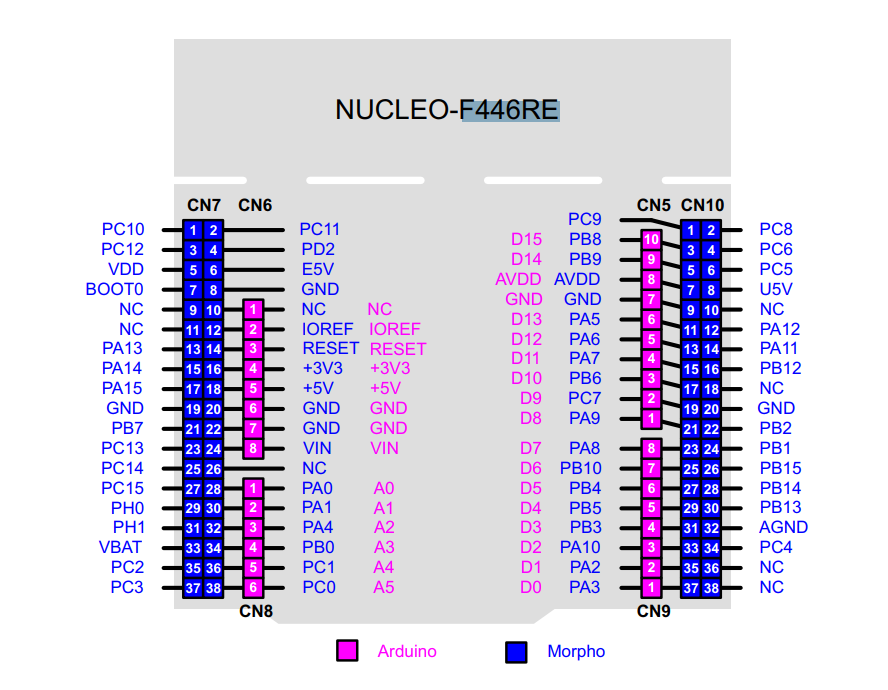 NUCLEO-F446RE
CN7 CN6 CN5 CN10
PC9
PC10 1 2 PC11 1 2 PC8
D15 PB8 10
PC12 3 4 PD2 3 4 PC6
D14 PB9 9
VDD 5 6 E5V 5 6 PC5
AVDD AVDD 8
BOOT0 7 8 GND 7 8 U5V
GND GND 7
NC 9 10 1 NC NC 9 10 NC
D13 PA5 6
NC 11 12 2 IOREF IOREF 11 12 PA12
D12 PA6 5
PA13 13 14 3 RESET RESET 13 14 PA11
D11 PA7 4
PA14 15 16 4 +3V3 +3V3 15 16 PB12
D10 PB6 3
PA15 17 18 5 +5V +5V 17 18 NC
D9 PC7 2
GND 19 20 6 GND GND 19 20 GND
D8 PA9 1
PB7 21 22 7 GND GND 21 22 PB2
PC13 23 24 8 VIN VIN D7 PA8 8 23 24 PB1
PC14 25 26 NC D6 PB10 7 25 26 PB15
PC15 27 28 1 PA0 A0 D5 PB4 6 27 28 PB14
PH0 29 30 2 PA1 A1 D4 PB5 5 29 30 PB13
PH1 31 32 3 PA4 A2 D3 PB3 4 31 32 AGND
VBAT 33 34 4 PB0 A3 D2 PA10 3 33 34 PC4
PC2 35 36 5 PC1 A4 D1 PA2 2 35 36 NC
PC3 37 38 6 PC0 A5 D0 PA3 1 37 38 NC
CN8 CN9
Arduino Morpho